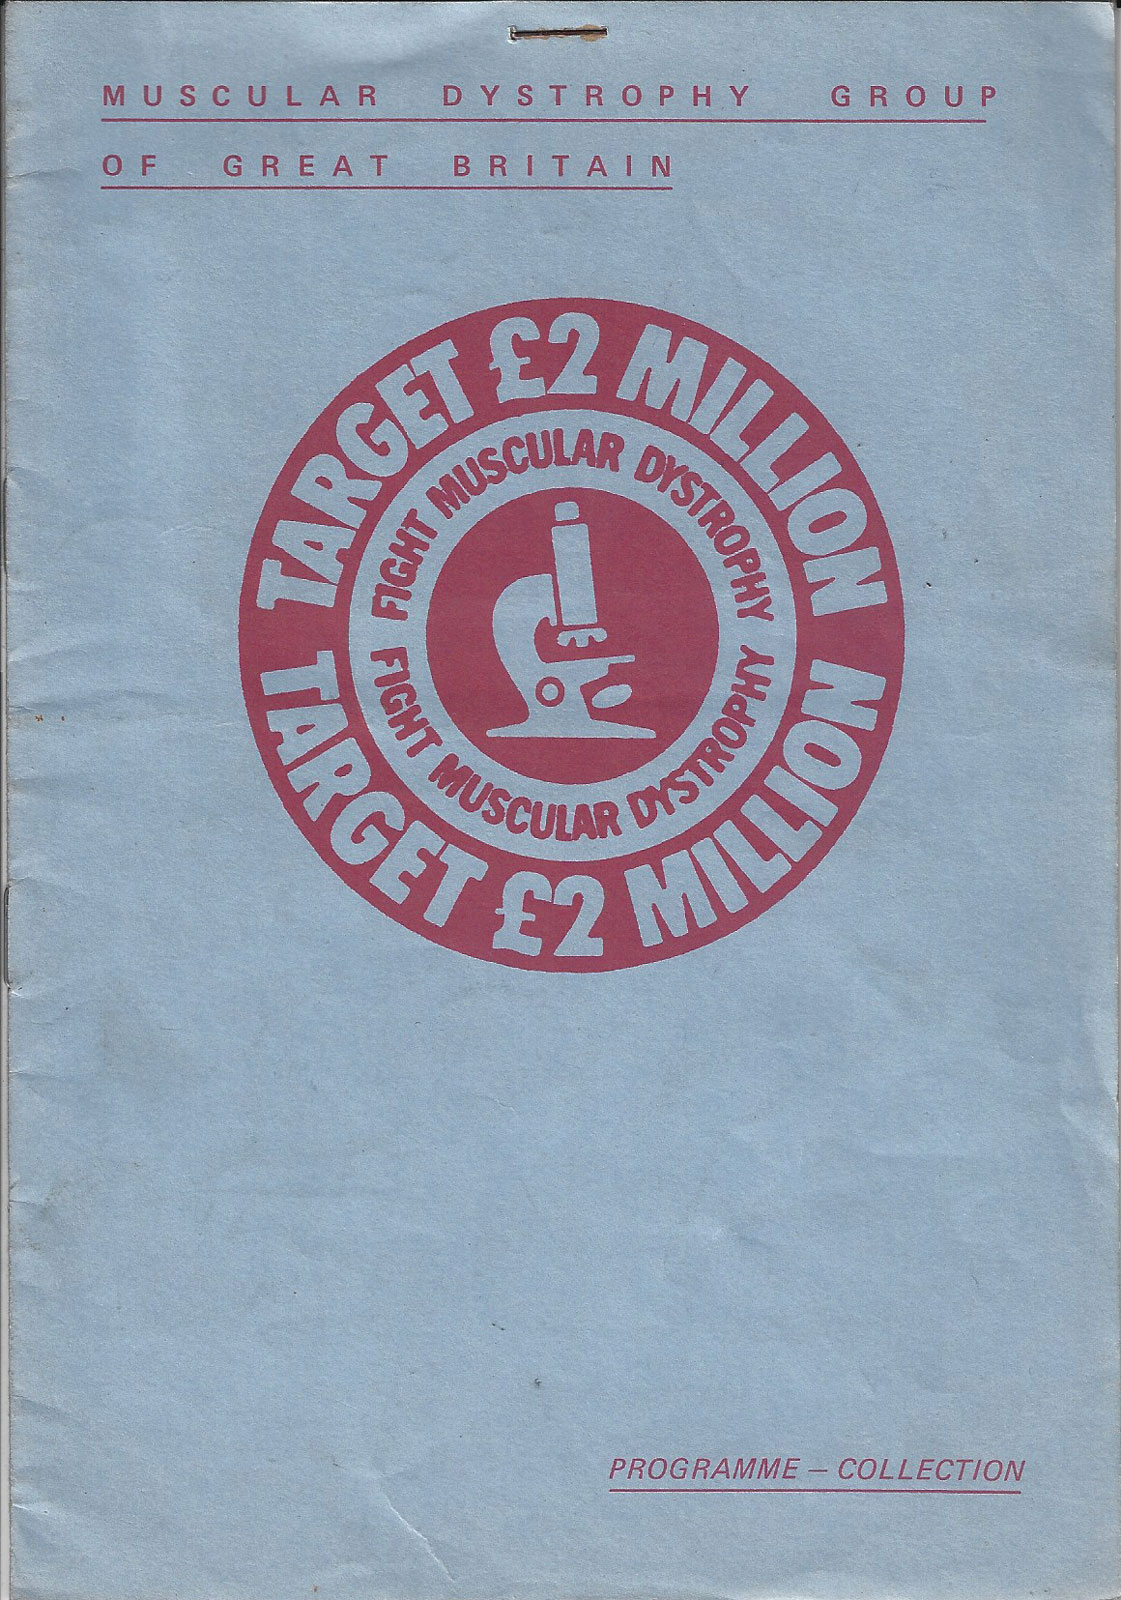 MUSCULAR DYSTROPHY GROUP
OF GREAT BRITAIN
TARGET £2 MILLION
FIGHT MUSCULAR DYSTROPHY
FIGHT MUSCULAR DYSTROPHY
TARGET £2 MILLION
PROGRAMME – COLLECTION